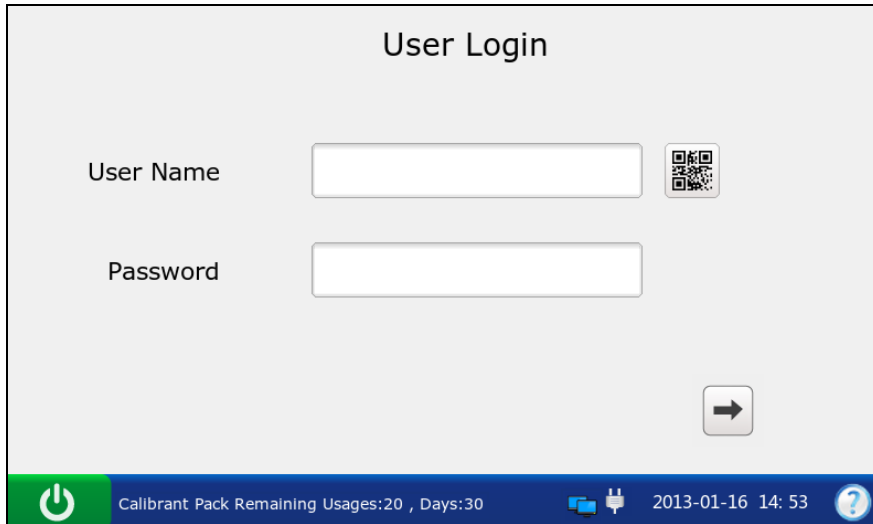 User Login
User Name
Password
Calibrant Pack Remaining Usages:20 , Days:30
2013-01-16 14: 53
?